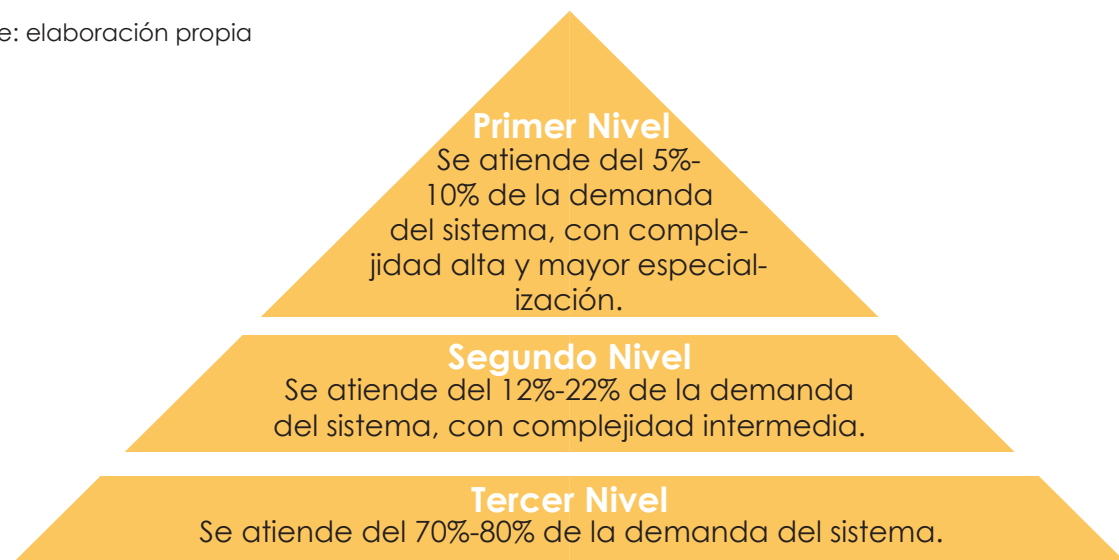 e: elaboración propia
Primer Nivel
Se atiende del 5%-
10% de la demanda
del sistema, con comple-
jidad alta y mayor especial-
ización.
Segundo Nivel
Se atiende del 12%-22% de la demanda
del sistema, con complejidad intermedia.
Tercer Nivel
Se atiende del 70%-80% de la demanda del sistema.